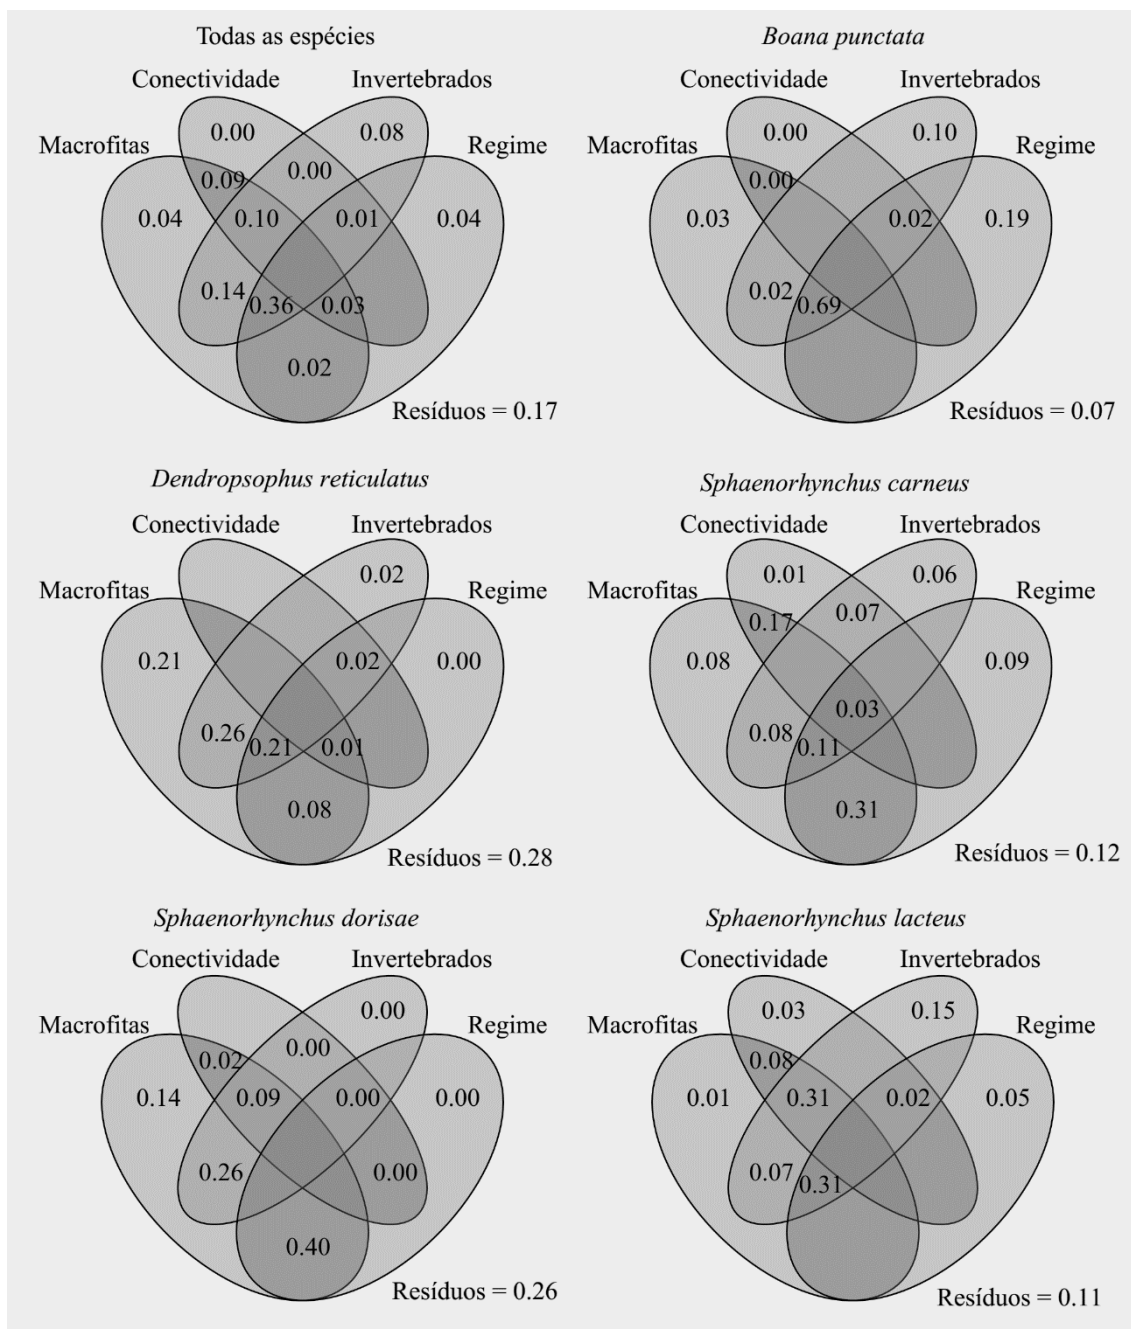 Todas as espécies
Conectividade Invertebrados
Macrofitas Regime
0.00 0.08
0.09 0.00
0.04 0.10 0.01 0.04
0.14 0.36 0.03
0.02
Resíduos = 0.17
Boana punctata
Conectividade Invertebrados
Macrofitas Regime
0.00 0.10
0.00
0.03 0.02 0.19
0.02 0.69
Resíduos = 0.07
Dendropsophus reticulatus
Conectividade Invertebrados
Macrofitas Regime
0.02
0.21 0.02 0.00
0.26 0.21 0.01
0.08
Resíduos = 0.28
Sphaenorhynchus carneus
Conectividade Invertebrados
Macrofitas Regime
0.01 0.06
0.17 0.07
0.08 0.09
0.03
0.08 0.11
0.31
Resíduos = 0.12
Sphaenorhynchus dorisae
Conectividade Invertebrados
Macrofitas Regime
0.00
0.02 0.00
0.14 0.09 0.00 0.00
0.26 0.00
0.40
Resíduos = 0.26
Sphaenorhynchus lacteus
Conectividade Invertebrados
Macrofitas Regime
0.03 0.15
0.08
0.01 0.31 0.02 0.05
0.07 0.31
Resíduos = 0.11